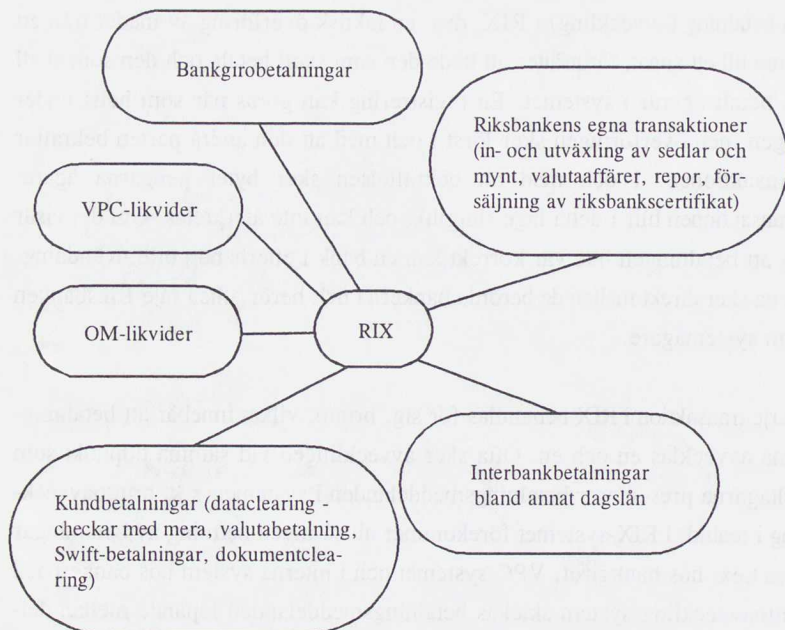 Bankgirobetalningar
Riksbankens egna transaktioner
(in- och utväxling av sedlar och
mynt, valutaaffärer, repor, för-
säljning av riksbankscertifikat)
VPC-likvider
OM-likvider
RIX
Interbankbetalningar
bland annat dagslån
Kundbetalningar (dataclearing -
checkar med mera, valutabetalning,
Swift-betalningar, dokumentclea-
ring)